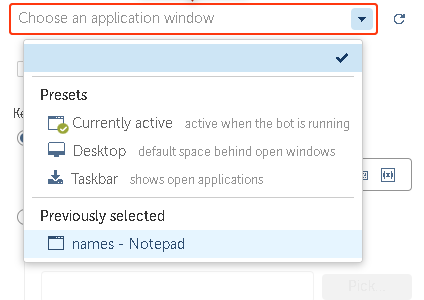 Choose an application window
Presets
Currently active active when the bot is running
Desktop default space behind open windows
Taskbar shows open applications
Previously selected
names - Notepad
Ke
(x)
Pick...